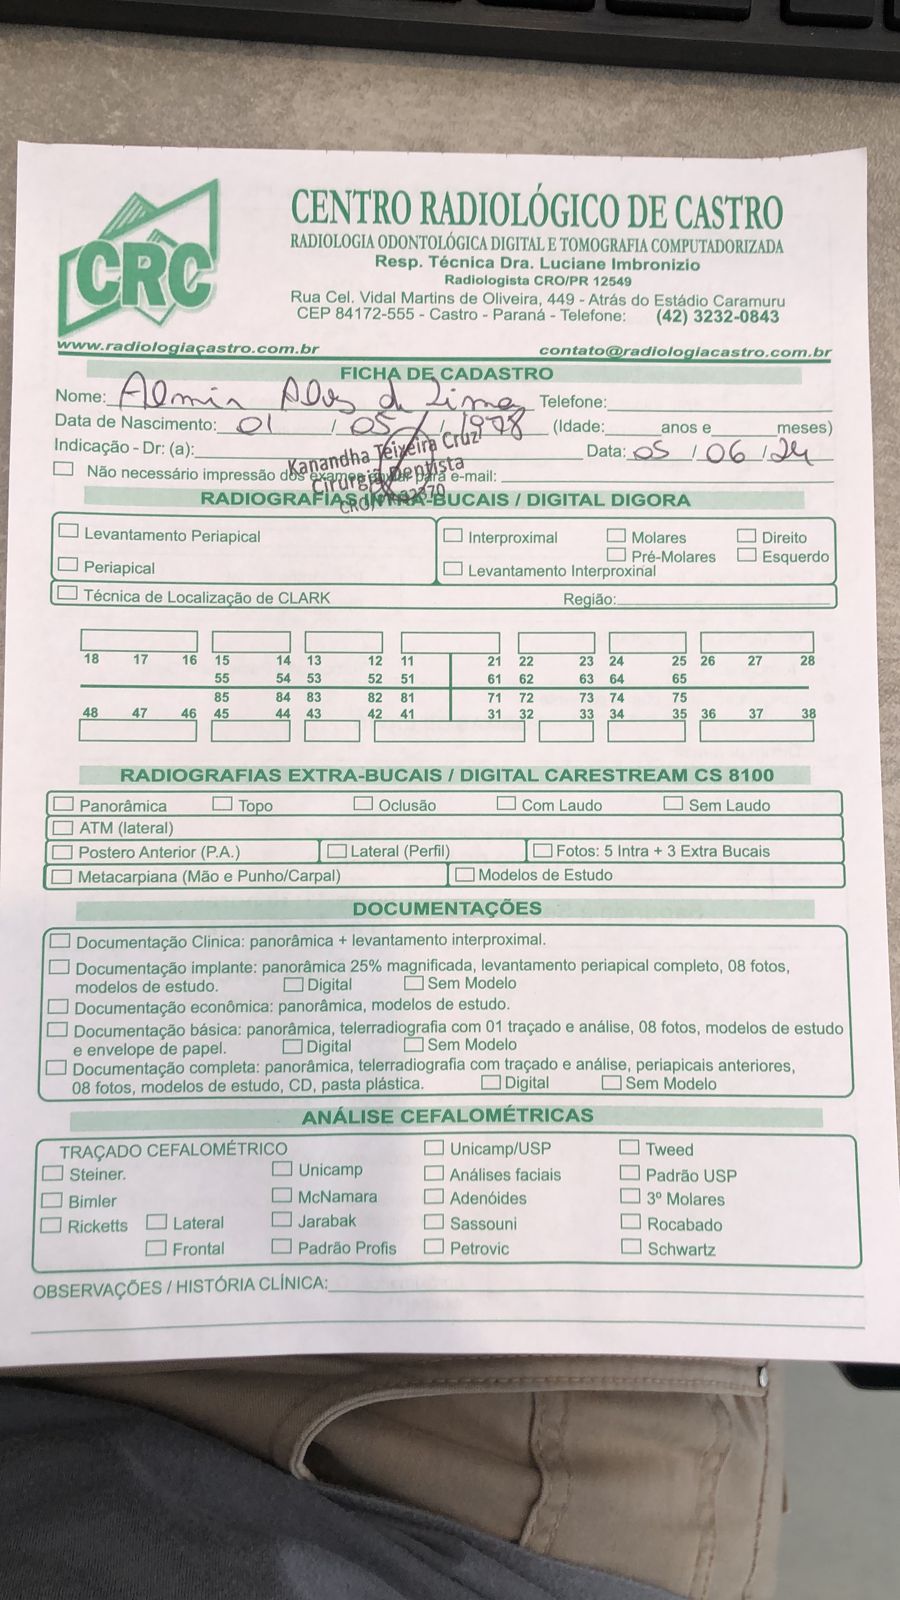 CRC
CENTRO RADIOLÓGICO DE CASTRO
RADIOLOGIA ODONTOLÓGICA DIGITAL E TOMOGRAFIA COMPUTADORIZADA
Resp. Técnica Dra. Luciane Imbronizio
Radiologista CRO/PR 12549
Rua Cel. Vidal Martins de Oliveira, 449 - Atrás do Estádio Caramuru
CEP 84172-555 - Castro - Paraná - Telefone: (42) 3232-0843
www.radiologiacastro.com.br contato@radiologiacastro.com.br
FICHA DE CADASTRO
Nome: Almir Alves de Lima Telefone:
Data de Nascimento: 01 / 05 / 1978 (Idade: anos e meses)
Indicação - Dr: (a): Data: 05 / 06 / 24
Kanandha Teixeira Cruz
Cirurgiã Dentista
Não necessário impressão dos exames para e-mail:
RADIOGRAFIAS INTRA-BUCAIS / DIGITAL DIGORA
Levantamento Periapical Interproximal Molares Direito
Periapical Pré-Molares Esquerdo
Levantamento Interproxinal
Técnica de Localização de CLARK Região:
18 17 16 15 14 13 12 11 21 22 23 24 25 26 27 28
55 54 53 52 51 61 62 63 64 65
85 84 83 82 81 71 72 73 74 75
48 47 46 45 44 43 42 41 31 32 33 34 35 36 37 38
RADIOGRAFIAS EXTRA-BUCAIS / DIGITAL CARESTREAM CS 8100
Panorâmica Topo Oclusão Com Laudo Sem Laudo
ATM (lateral)
Postero Anterior (P.A.) Lateral (Perfil) Fotos: 5 Intra + 3 Extra Bucais
Metacarpiana (Mão e Punho/Carpal) Modelos de Estudo
DOCUMENTAÇÕES
Documentação Clinica: panorâmica + levantamento interproximal.
Documentação implante: panorâmica 25% magnificada, levantamento periapical completo, 08 fotos,
modelos de estudo. Digital Sem Modelo
Documentação econômica: panorâmica, modelos de estudo.
Documentação básica: panorâmica, telerradiografia com 01 traçado e análise, 08 fotos, modelos de estudo
e envelope de papel. Digital Sem Modelo
Documentação completa: panorâmica, telerradiografia com traçado e análise, periapicais anteriores,
08 fotos, modelos de estudo, CD, pasta plástica. Digital Sem Modelo
ANÁLISE CEFALOMÉTRICAS
TRAÇADO CEFALOMÉTRICO Unicamp/USP Tweed
Steiner. Unicamp Análises faciais Padrão USP
Bimler McNamara Adenóides 3º Molares
Ricketts Lateral Jarabak Sassouni Rocabado
Frontal Padrão Profis Petrovic Schwartz
OBSERVAÇÕES / HISTÓRIA CLÍNICA: